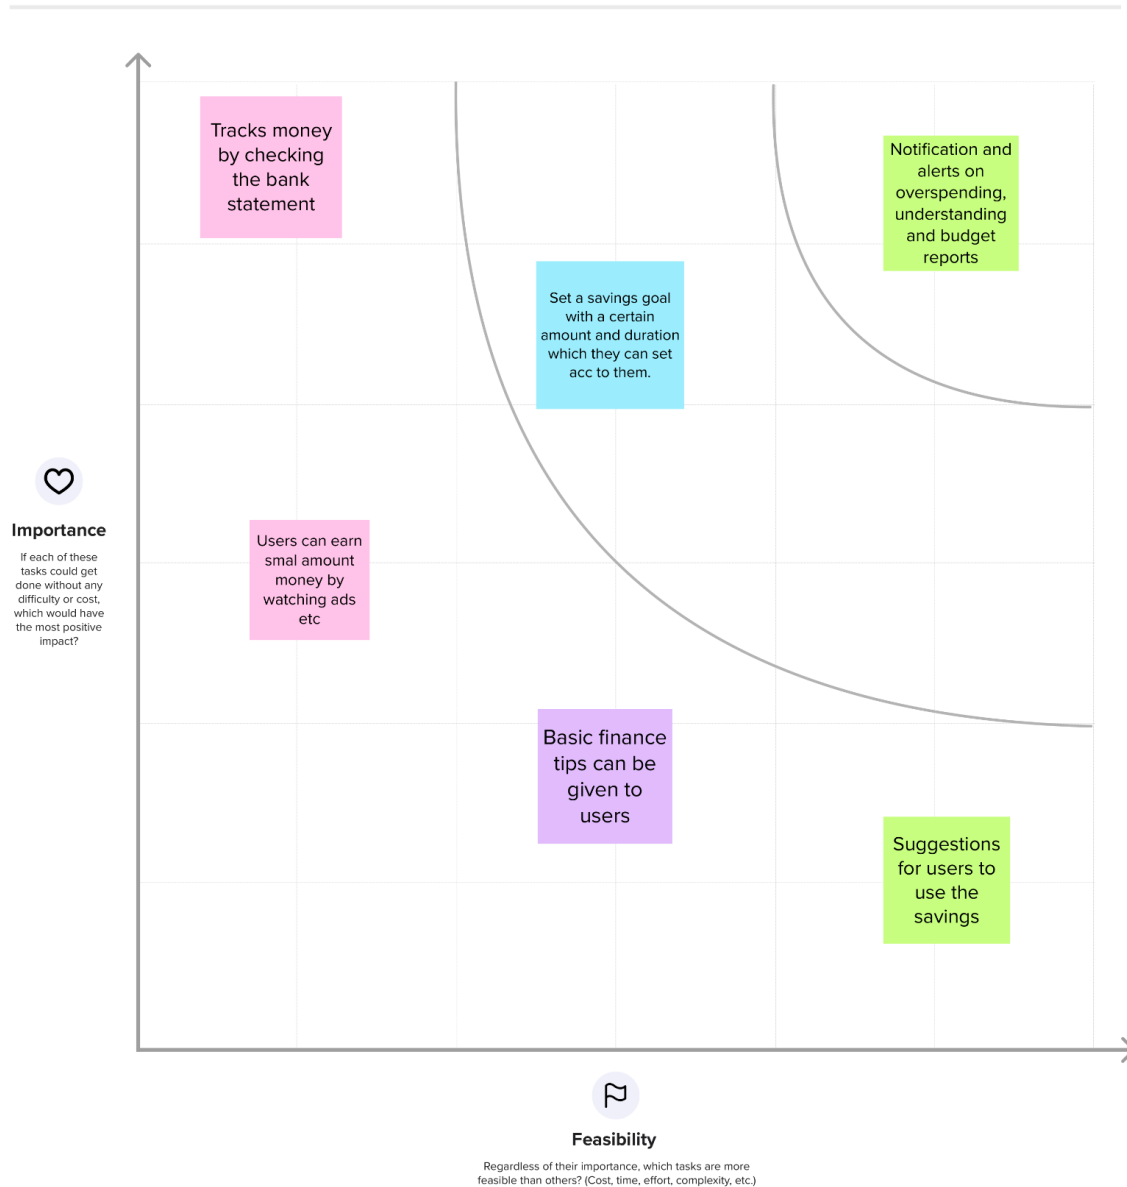 Tracks money
by checking
the bank
statement
Notification and
alerts on
overspending,
understanding
and budget
reports
Set a savings goal
with a certain
amount and duration
which they can set
acc to them.
Importance
If each of these
tasks could get
done without any
difficulty or cost,
which would have
the most positive
impact?
Users can earn
smal amount
money by
watching ads
etc
Basic finance
tips can be
given to
users
Suggestions
for users to
use the
savings
Feasibility
Regardless of their importance, which tasks are more
feasible than others? (Cost, time, effort, complexity, etc.)